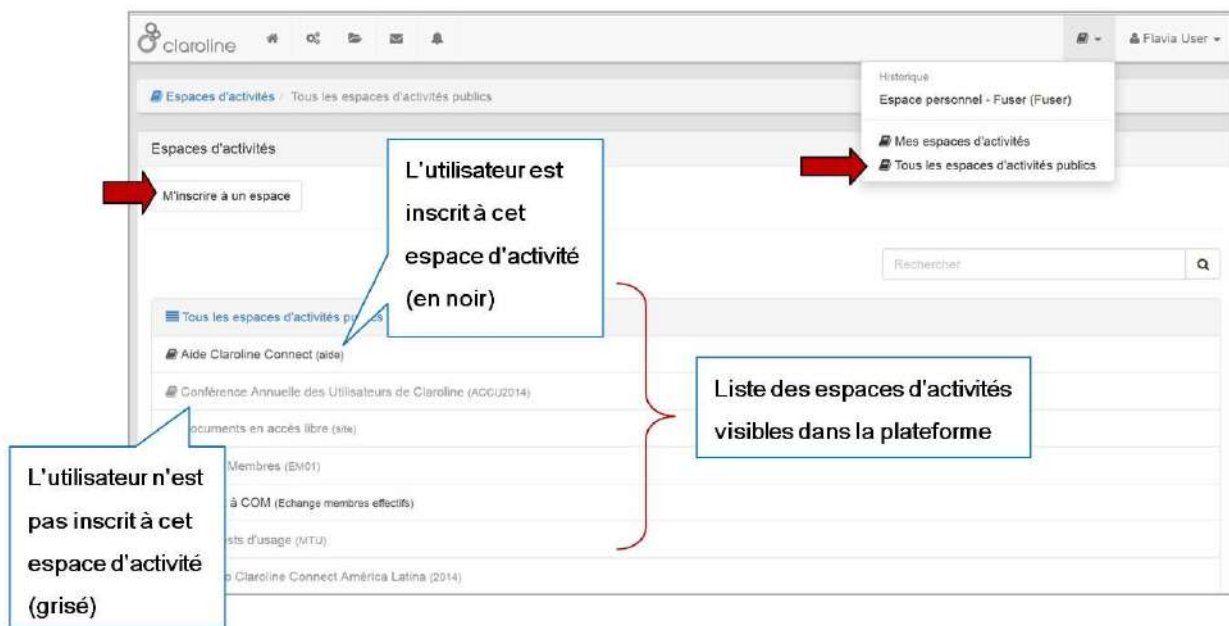 claroline
Flavia User
Historique
Espace personnel - Fuser (Fuser)
Mes espaces d'activités
Tous les espaces d'activités publics
Espaces d'activités / Tous les espaces d'activités publics
Espaces d'activités
M'inscrire à un espace
L'utilisateur est
inscrit à cet
espace d'activité
(en noir)
Rechercher
Tous les espaces d'activités
Aide Claroline Connect (aide)
Conférence Annuelle des Utilisateurs de Claroline (ACCU2014)
ocuments en accès libre (site)
Membres (EM01)
à COM (Echange membres effectifs)
sts d'usage (MTU)
o Claroline Connect América Latina (2014)
Liste des espaces d'activités
visibles dans la plateforme
L'utilisateur n'est
pas inscrit à cet
espace d'activité
(grisé)